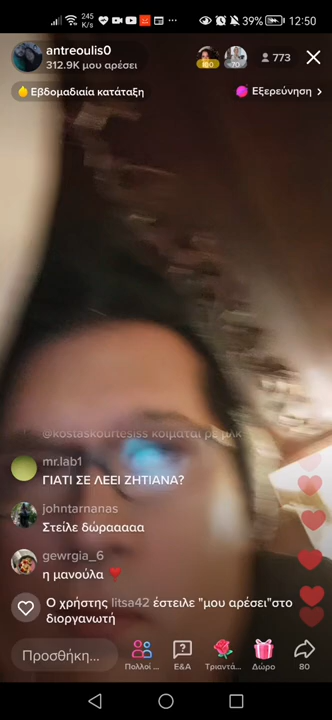 245
K/s
39%
12:50
antreoulis0
312.9K μου αρέσει
773
Εβδομαδιαία κατάταξη
Εξερεύνηση >
@kostaskourtesiss κοιμάται ρε μλκ
mr.lab1
ΓΙΑΤΙ ΣΕ ΛΕΕΙ ΖΗΤΙΑΝΑ?
johntarnanas
Στείλε δώραααα
gewrgia_6
η μανούλα
Ο χρήστης litsa42 έστειλε "μου αρέσει"στο
διοργανωτή
Προσθήκη...
Πολλοί ...
Ε&Α
Τριαντά...
Δώρο
80